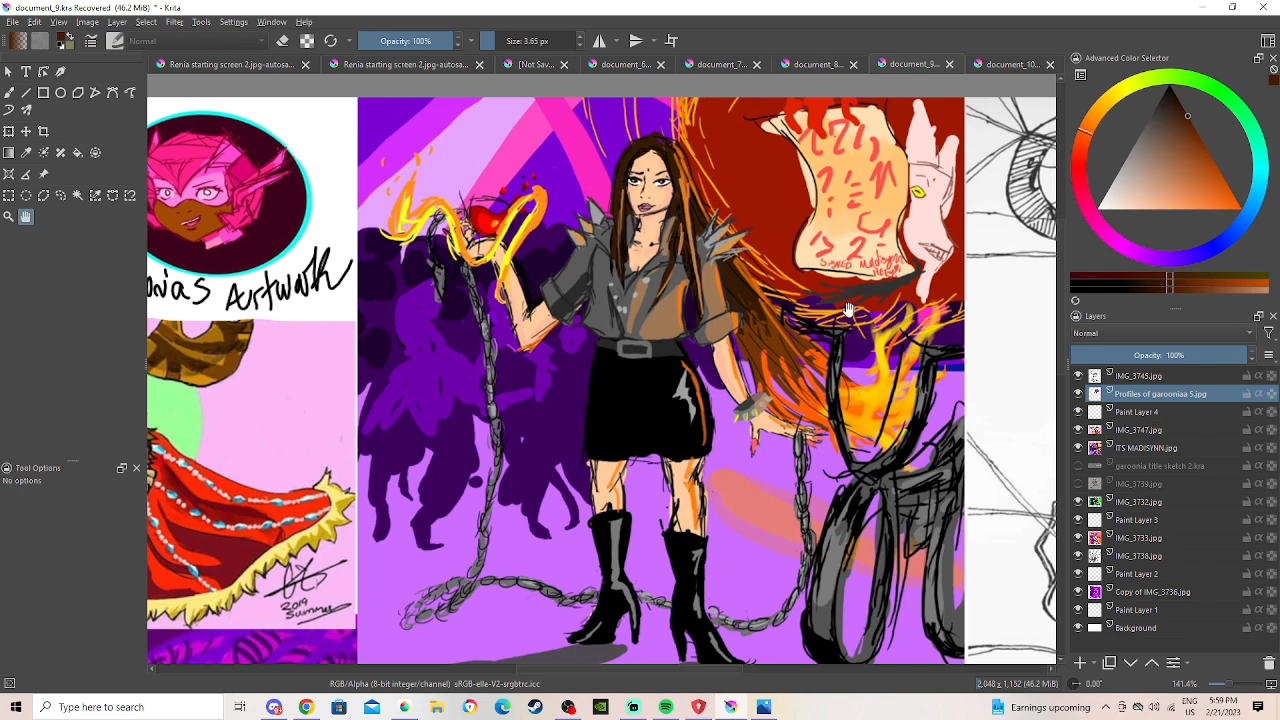 document_9.kra Recovered (46.2 MiB) * - Krita
File Edit View Image Layer Select Filter Tools Settings Window Help
Normal
Opacity: 100%
Size: 3.65 px
Renia starting screen 2.jpg-autosa...
Renia starting screen 2.jpg-autosa...
[Not Sav...
document_6...
document_7...
document_8...
document_9...
document_10...
Tool Options
No options
onias Artwork
SIGNED Madisynn
2019
Summer
Advanced Color Selector
Layers
Normal
Opacity: 100%
IMG_3745.jpg
Profiles of garooniaa 5.jpg
Paint Layer 4
IMG_3747.jpg
ITS MADISYNN.jpg
garoonia title sketch 2.kra
IMG_3739.jpg
IMG_3732.jpg
Paint Layer 3
IMG_3733.jpg
IMG_3738.jpg
Paint Layer 2
Copy of IMG_3736.jpg
Paint Layer 1
Background
RGB/Alpha (8-bit integer/channel) sRGB-elle-V2-srgbtrc.icc
2,048 x 1,152 (46.2 MiB)
0.00°
141.4%
Type here to search
Earnings upcoming
5:59 PM
US
2/21/2023